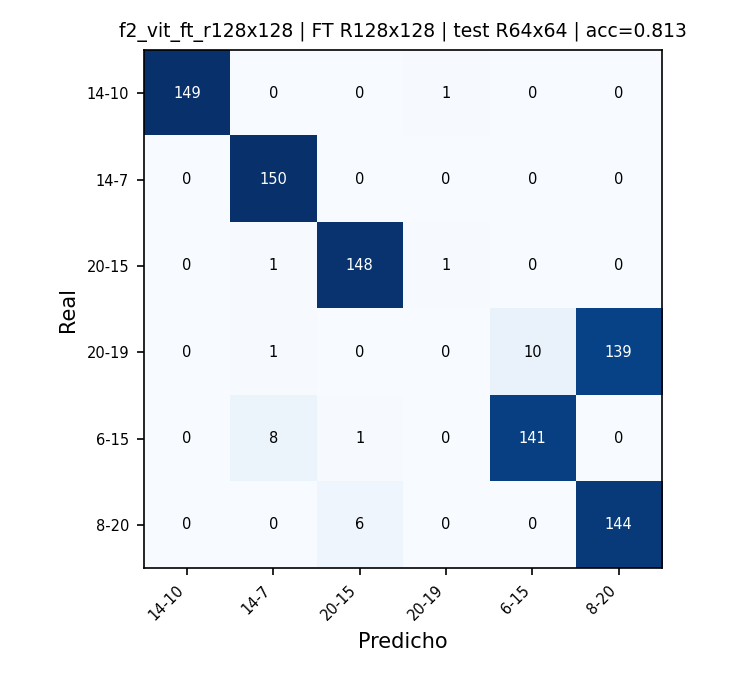 f2_vit_ft_r128x128 | FT R128x128 | test R64x64 | acc=0.813
14-10 149 0 0 1 0 0
14-7 0 150 0 0 0 0
20-15 0 1 148 1 0 0
20-19 0 1 0 0 10 139
6-15 0 8 1 0 141 0
8-20 0 0 6 0 0 144
Real
14-10 14-7 20-15 20-19 6-15 8-20
Predicho